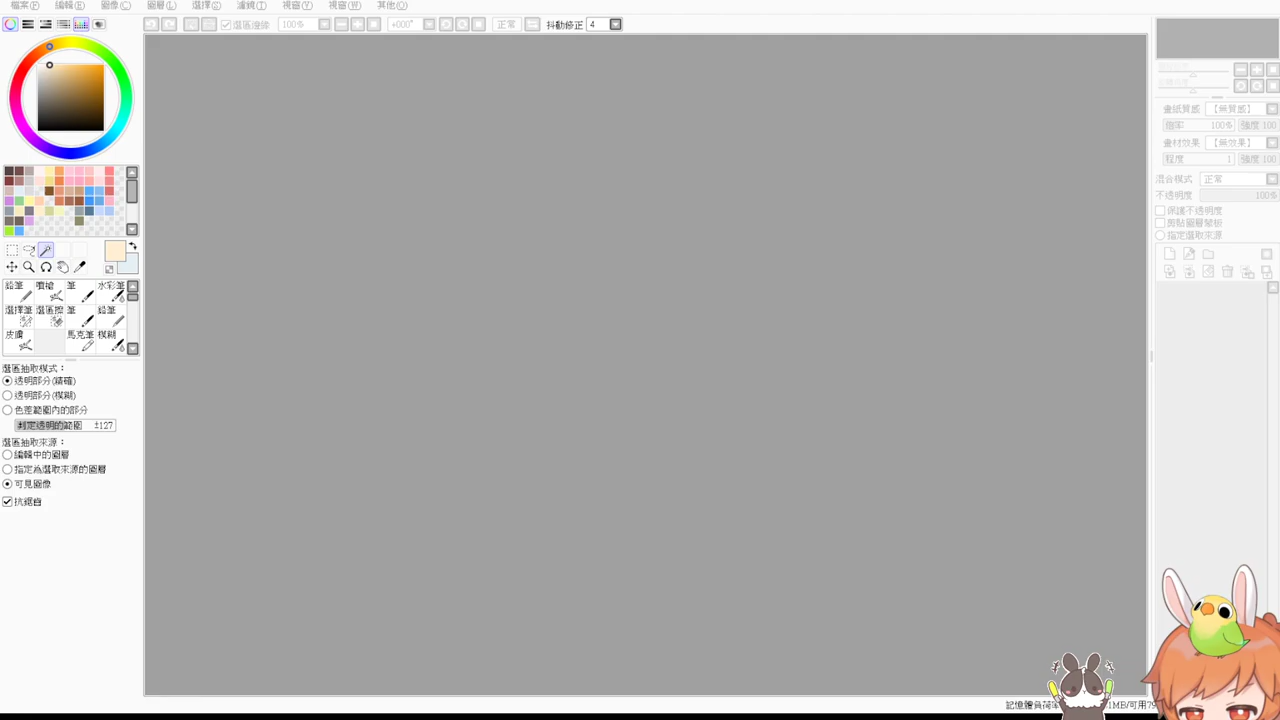 檔案(F) 編輯(E) 圖像(C) 圖層(L) 選擇(S) 濾鏡(T) 視窗(V) 視窗(W) 其他(O)
選區邊緣 100% +000° 正常 抖動修正 4
鉛筆 噴槍 筆 水彩筆
選擇筆 選區擦 筆 鉛筆
皮膚 馬克筆 模糊
選區抽取模式：
透明部分(精確)
透明部分(模糊)
色差範圍內的部分
判定透明的範圍 ±127
選區抽取來源：
編輯中的圖層
指定為選取來源的圖層
可見圖像
抗鋸齒
畫紙質感 【無質感】
倍率 100% 強度 100
畫材效果 【無效果】
程度 1 強度 100
混合模式 正常
不透明度 100%
保護不透明度
剪貼圖層蒙板
指定選取來源
記憶體負荷率